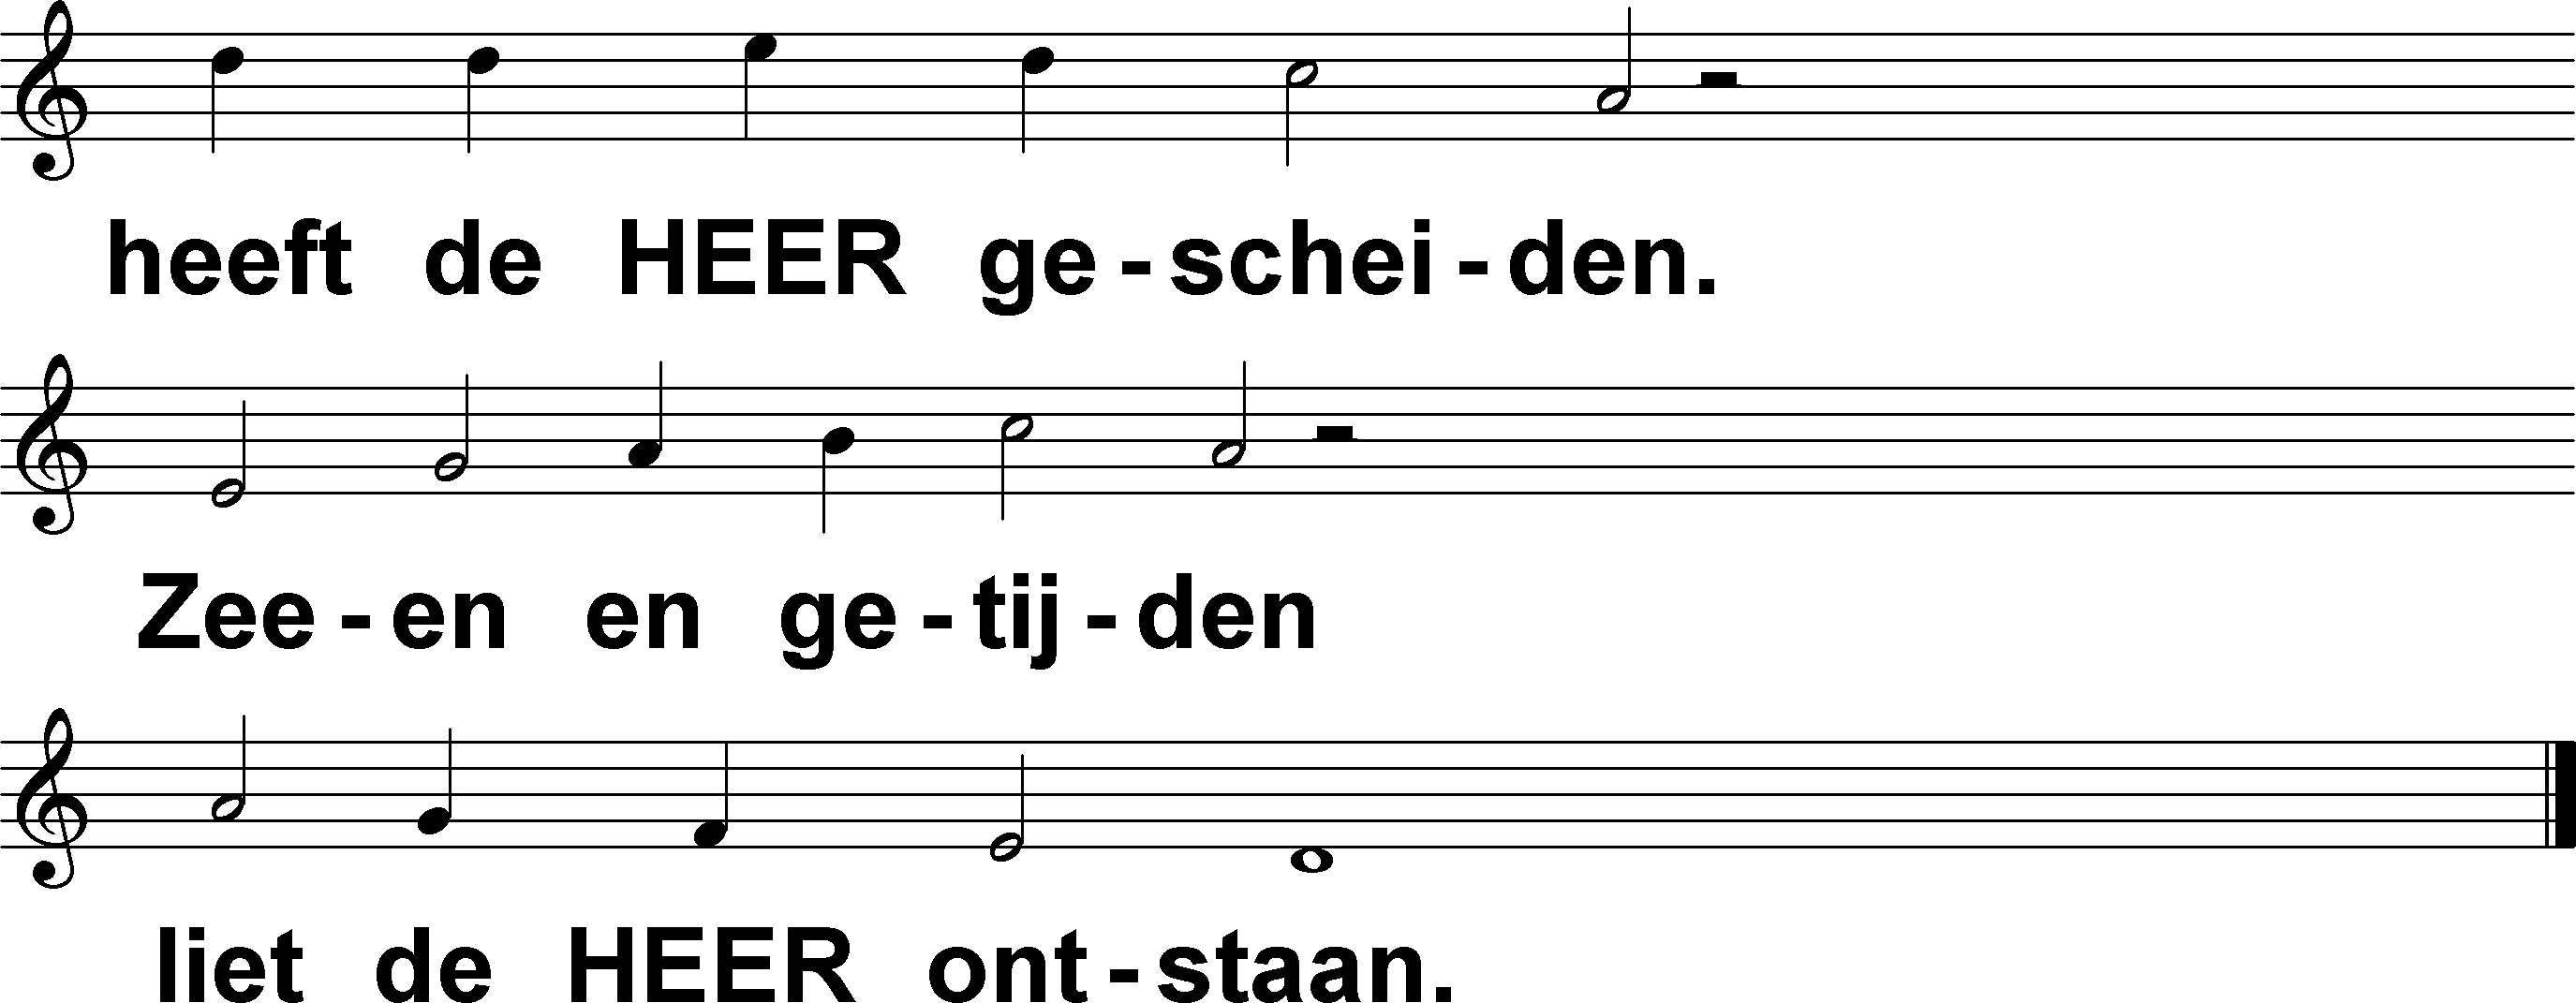 heeft de HEER ge-schei-den.
Zee-en en ge-tij-den
liet de HEER ont-staan.